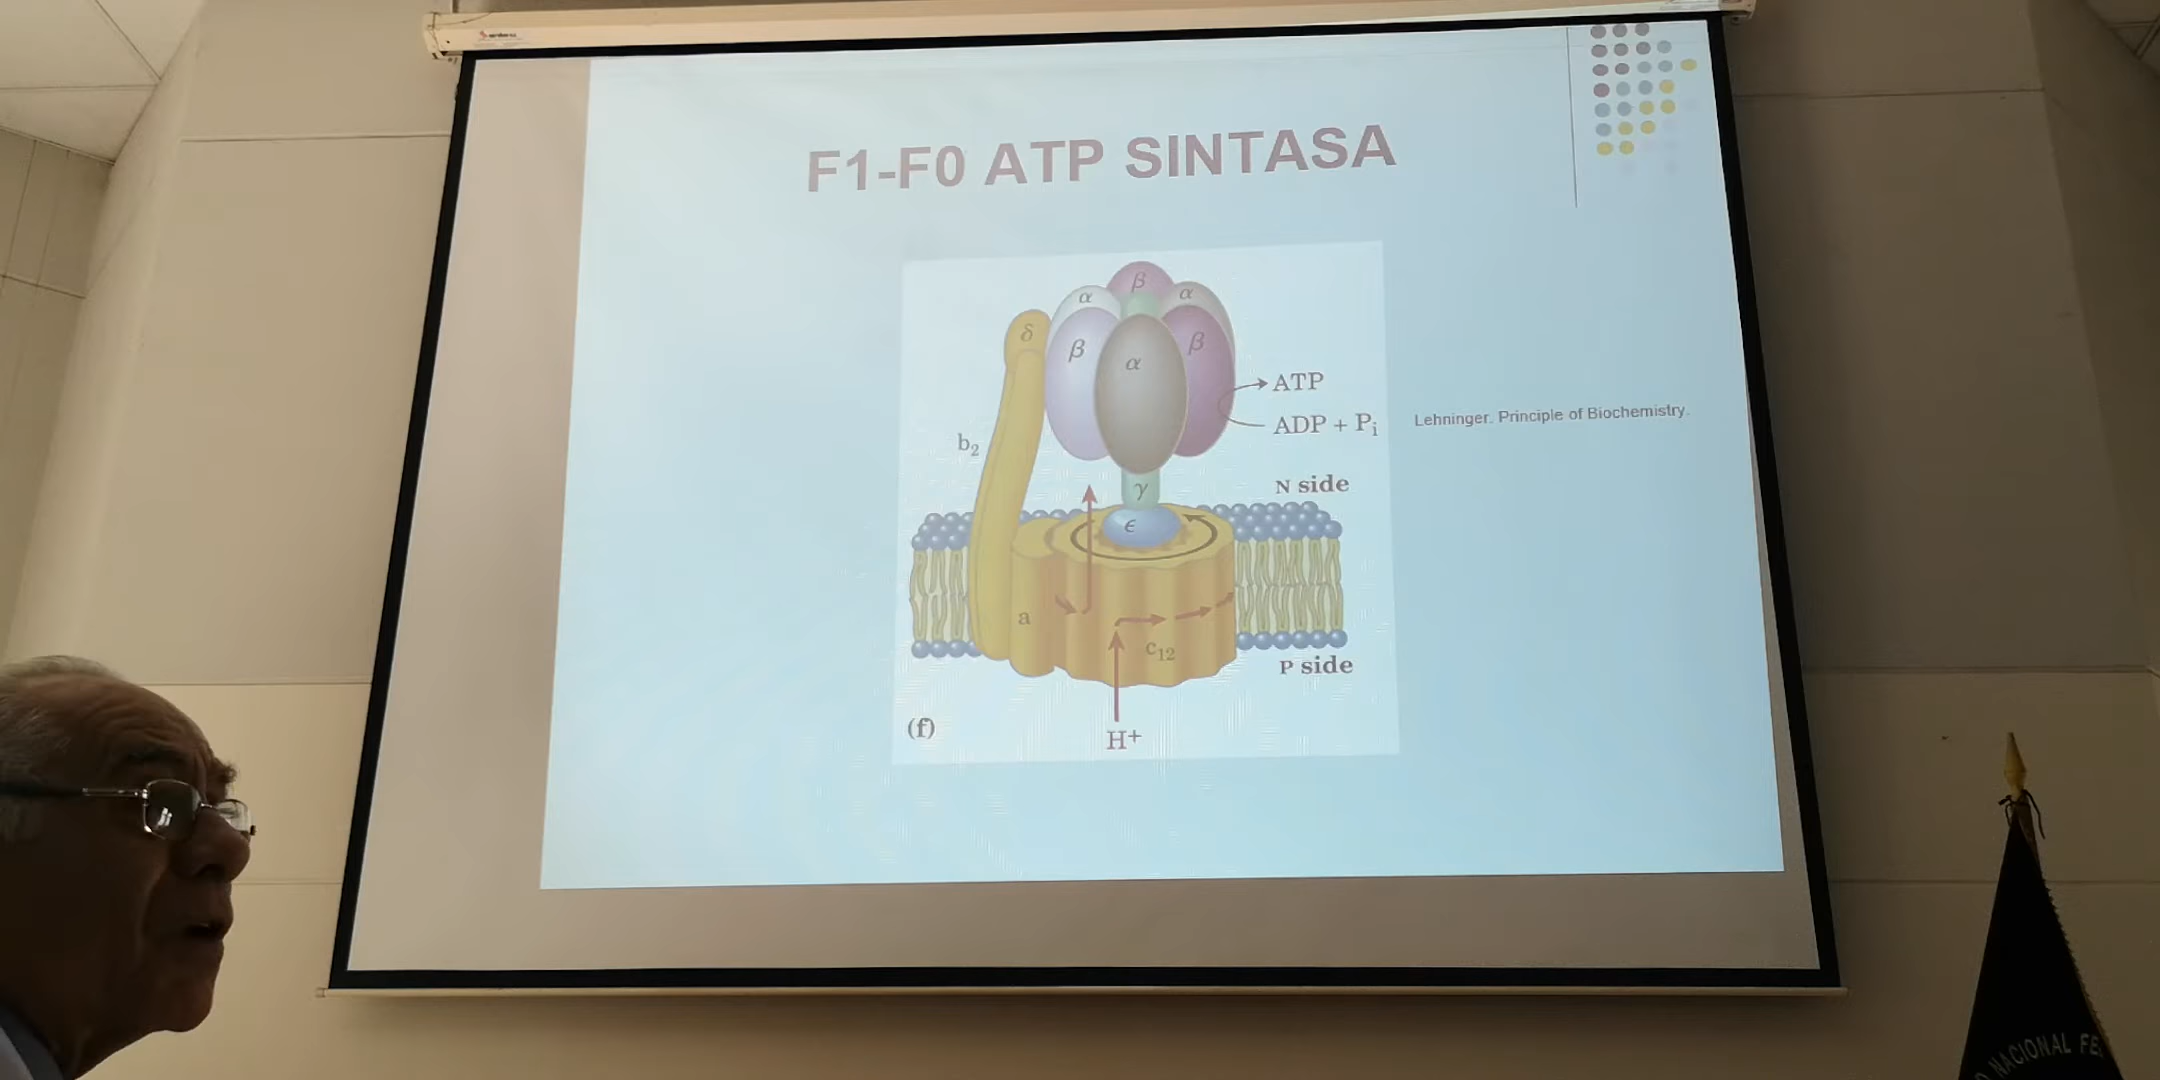 F1-F0 ATP SINTASA
β
α
α
δ
β
β
α
ATP
ADP + Pi
Lehninger. Principle of Biochemistry.
b2
N side
γ
ϵ
a
c12
P side
(f)
H+
NACIONAL FE